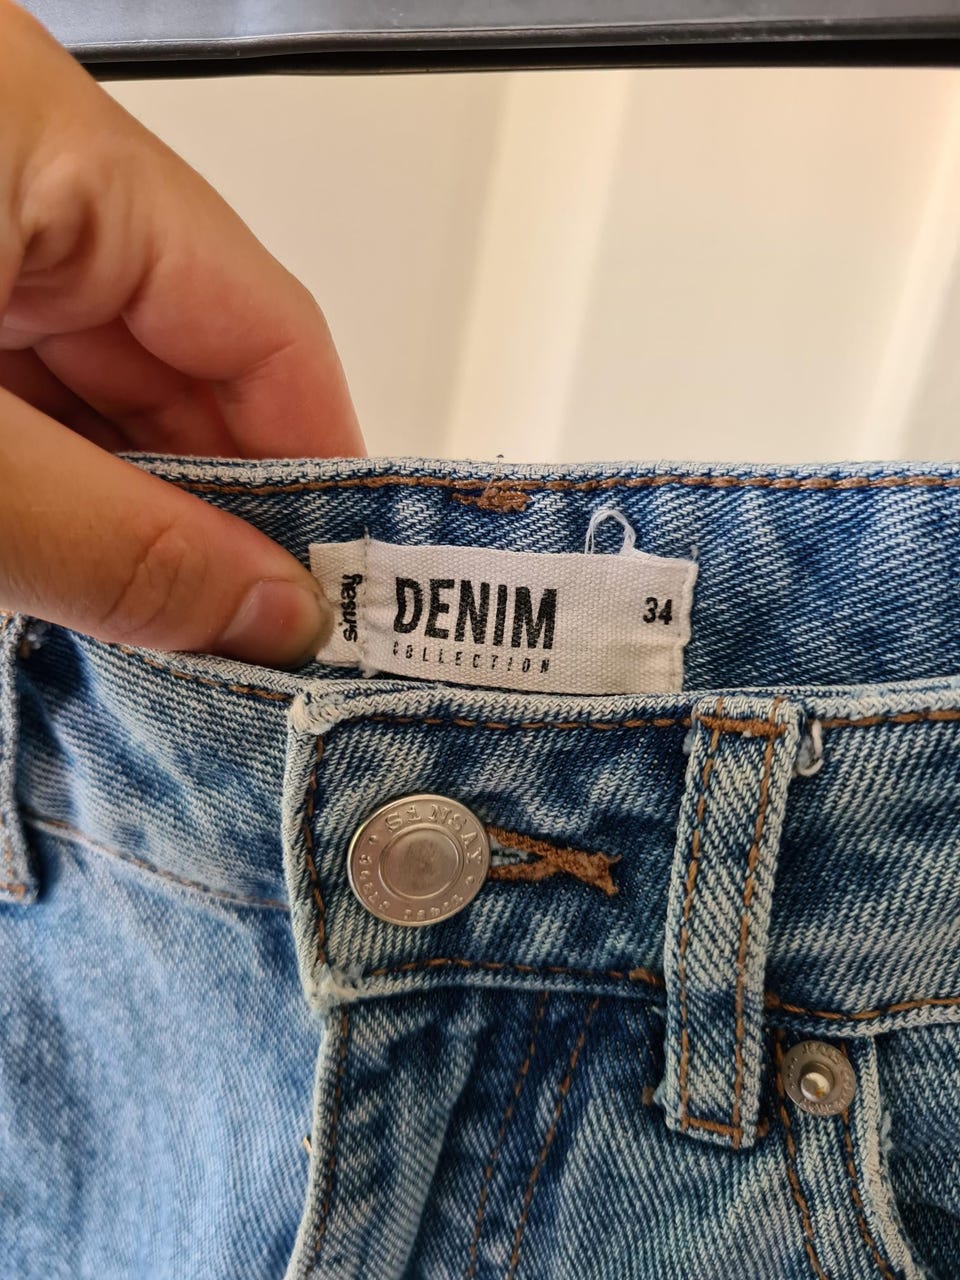 sinsay
DENIM
COLLECTION
34
SINSAY